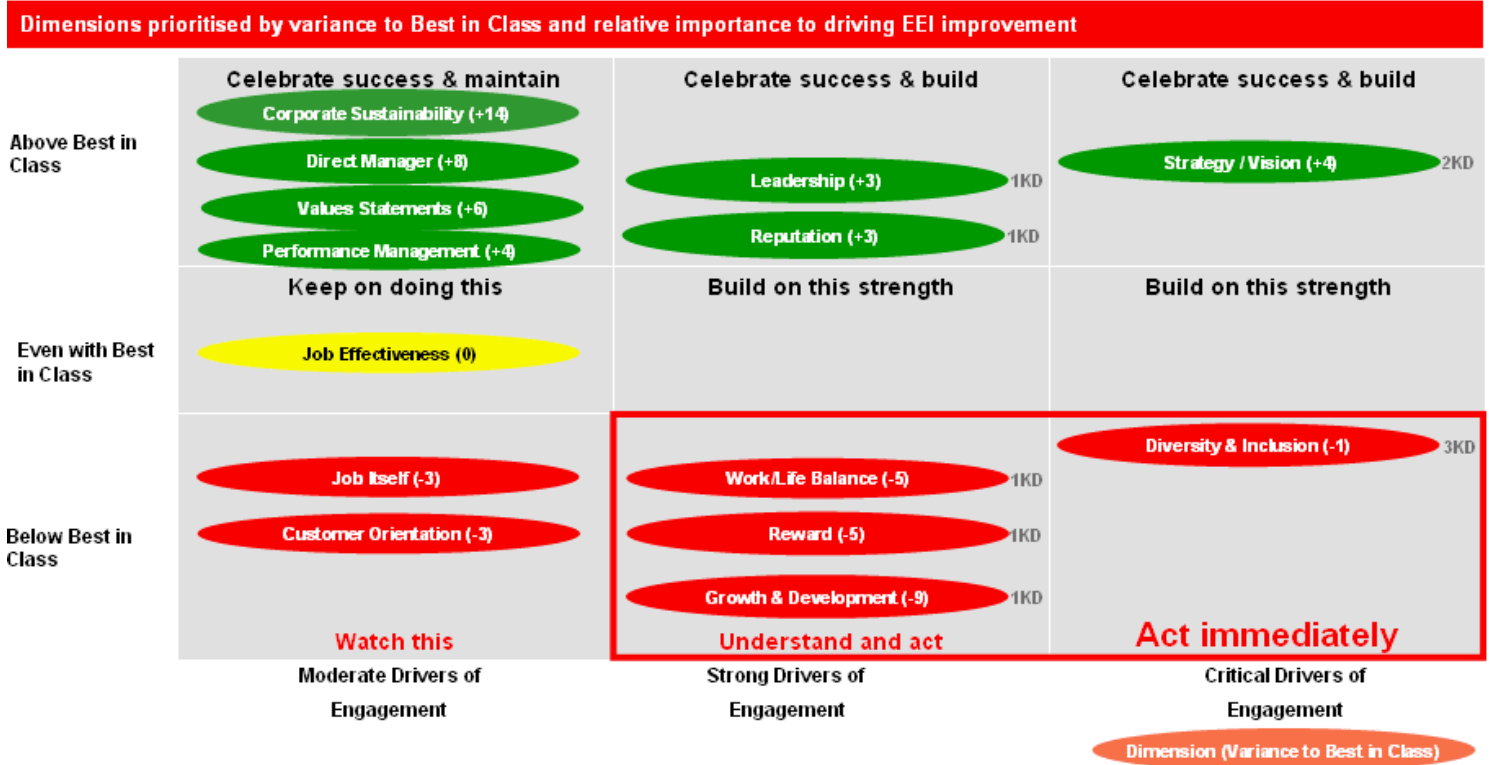 Dimensions prioritised by variance to Best in Class and relative importance to driving EEI improvement
Celebrate success & maintain
Celebrate success & build
Celebrate success & build
Above Best in
Class
Corporate Sustainability (+14)
Direct Manager (+8)
Values Statements (+6)
Performance Management (+4)
Leadership (+3)
1KD
Reputation (+3)
1KD
Strategy / Vision (+4)
2KD
Keep on doing this
Build on this strength
Build on this strength
Even with Best
in Class
Job Effectiveness (0)
Below Best in
Class
Job Itself (-3)
Customer Orientation (-3)
Watch this
Work/Life Balance (-5)
1KD
Reward (-5)
1KD
Growth & Development (-9)
1KD
Understand and act
Diversity & Inclusion (-1)
3KD
Act immediately
Moderate Drivers of
Engagement
Strong Drivers of
Engagement
Critical Drivers of
Engagement
Dimension (Variance to Best in Class)